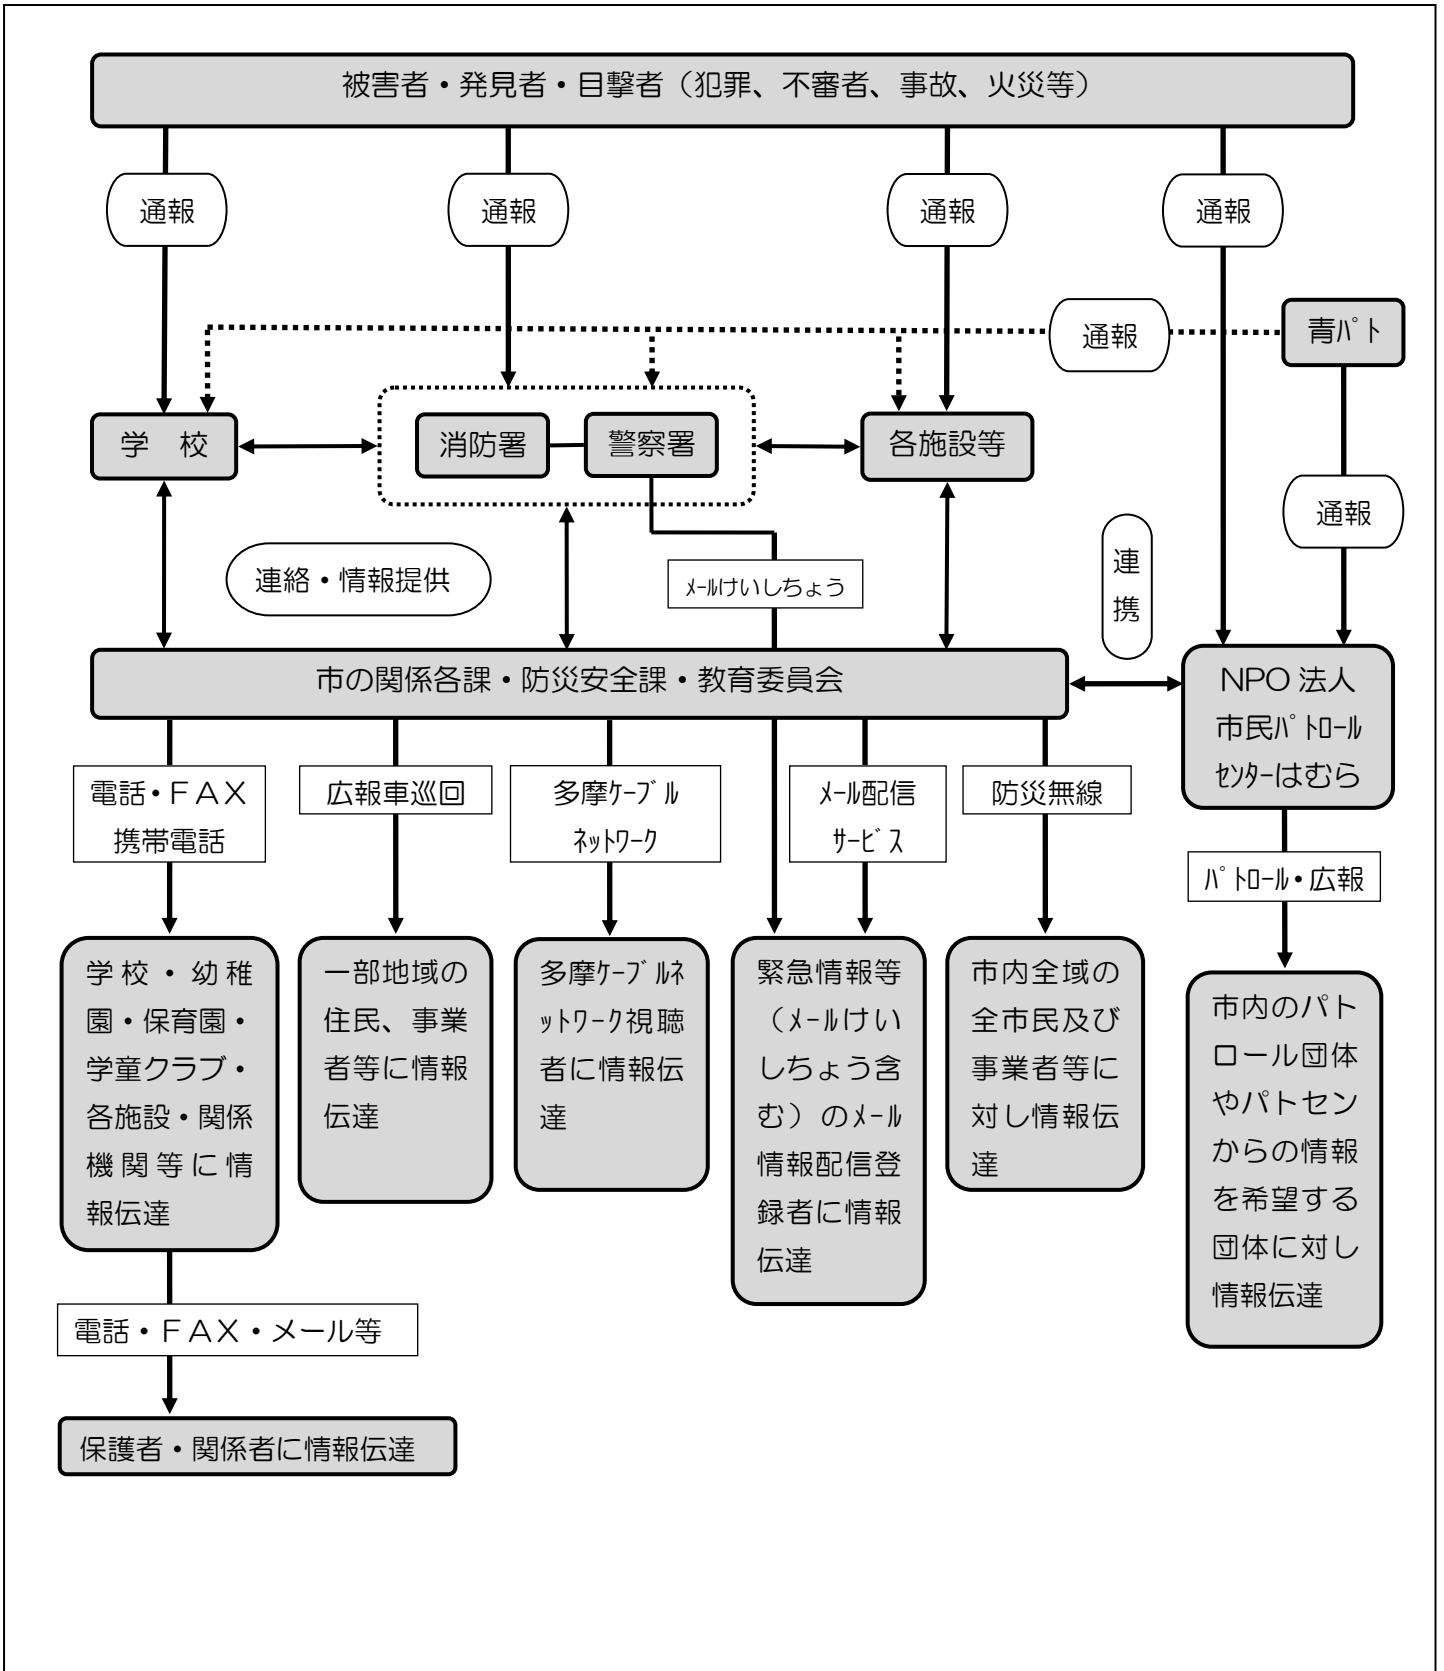 被害者・発見者・目撃者（犯罪、不審者、事故、火災等）
通報
通報
通報
通報
通報
青ﾊﾟﾄ
学　校
消防署
警察署
各施設等
通報
連絡・情報提供
ﾒｰﾙけいしちょう
連
携
市の関係各課・防災安全課・教育委員会
NPO 法人
市民ﾊﾟﾄﾛｰﾙ
ｾﾝﾀｰはむら
電話・ＦＡＸ
携帯電話
広報車巡回
多摩ｹｰﾌﾞﾙ
ﾈｯﾄﾜｰｸ
ﾒｰﾙ配信
ｻｰﾋﾞｽ
防災無線
ﾊﾟﾄﾛｰﾙ・広報
学校・幼稚
園・保育園・
学童クラブ・
各施設・関係
機関等に情
報伝達
一部地域の
住民、事業
者等に情報
伝達
多摩ｹｰﾌﾞﾙﾈ
ｯﾄﾜｰｸ視聴
者に情報伝
達
緊急情報等
（ﾒｰﾙけい
しちょう含
む）のﾒｰﾙ
情報配信登
録者に情報
伝達
市内全域の
全市民及び
事業者等に
対し情報伝
達
市内のパト
ロール団体
やパトセン
からの情報
を希望する
団体に対し
情報伝達
電話・ＦＡＸ・メール等
保護者・関係者に情報伝達